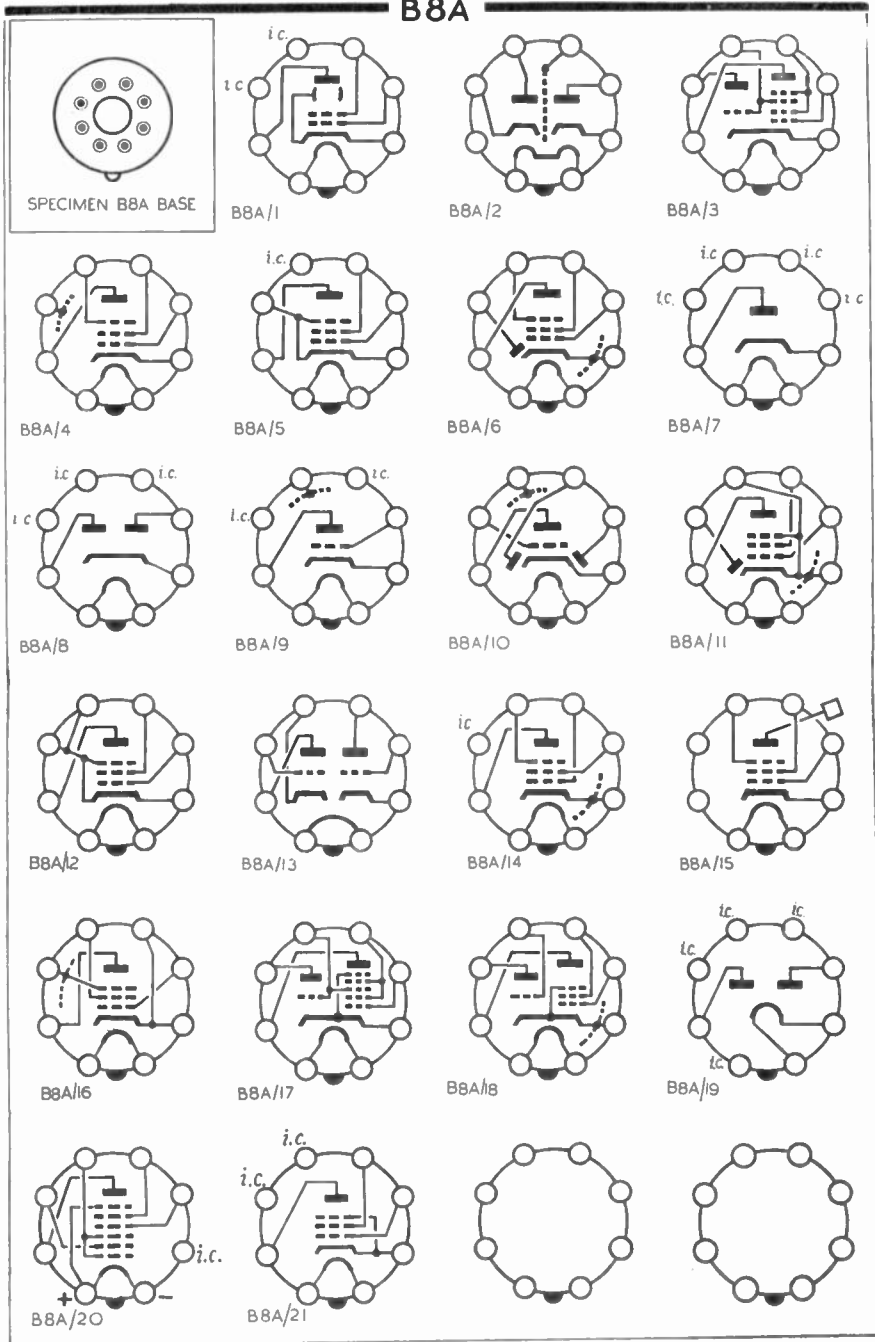 B8A
SPECIMEN B8A BASE
i.c.
i.c
B8A/1
B8A/2
B8A/3
i.c.
i.c
i.c
i.c.
i.c
B8A/4
B8A/5
B8A/6
B8A/7
i.c
i.c.
i.c
i.c.
i.c.
B8A/8
B8A/9
B8A/10
B8A/11
i.c
B8A/12
B8A/13
B8A/14
B8A/15
i.c.
i.c.
i.c.
i.c.
B8A/16
B8A/17
B8A/18
B8A/19
i.c.
i.c.
i.c.
+ −
B8A/20
B8A/21